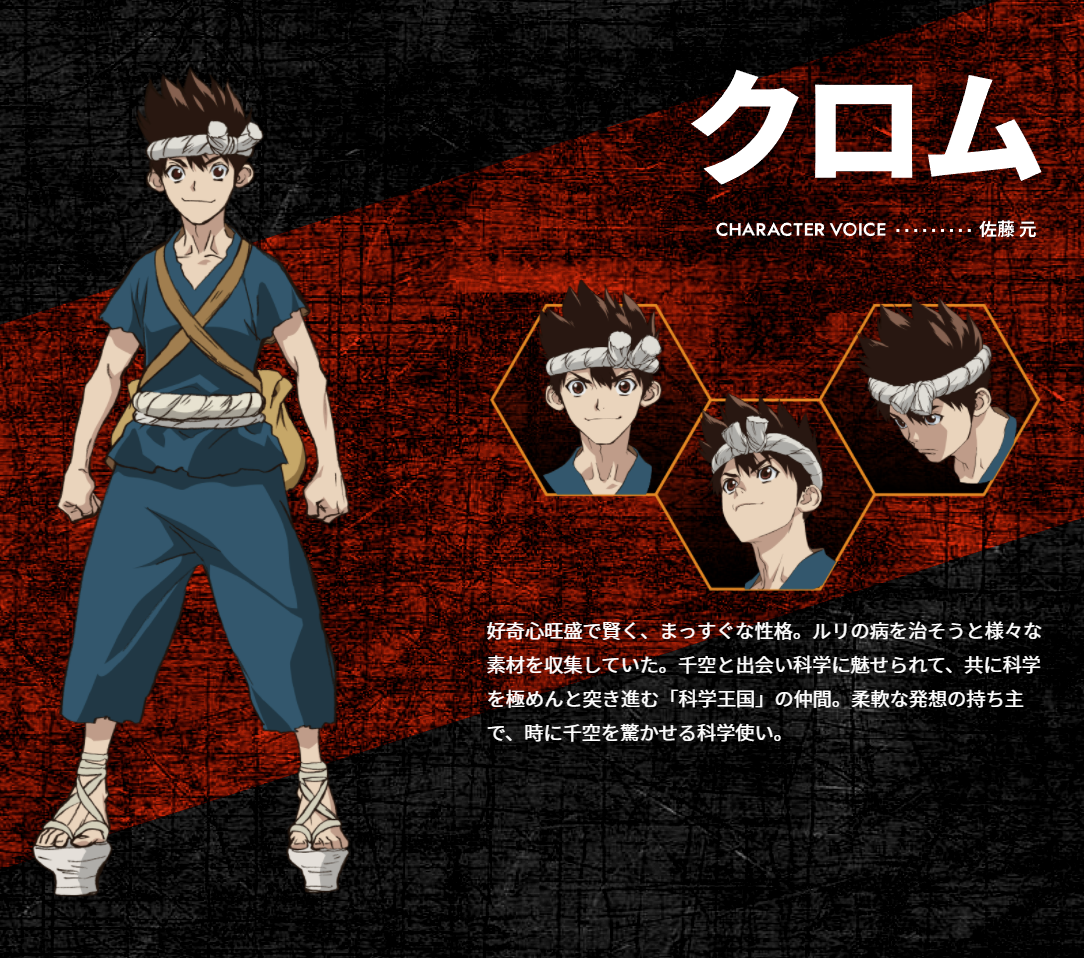 クロム
CHARACTER VOICE ········· 佐藤 元
好奇心旺盛で賢く、まっすぐな性格。ルリの病を治そうと様々な
素材を収集していた。千空と出会い科学に魅せられて、共に科学
を極めんと突き進む「科学王国」の仲間。柔軟な発想の持ち主
で、時に千空を驚かせる科学使い。